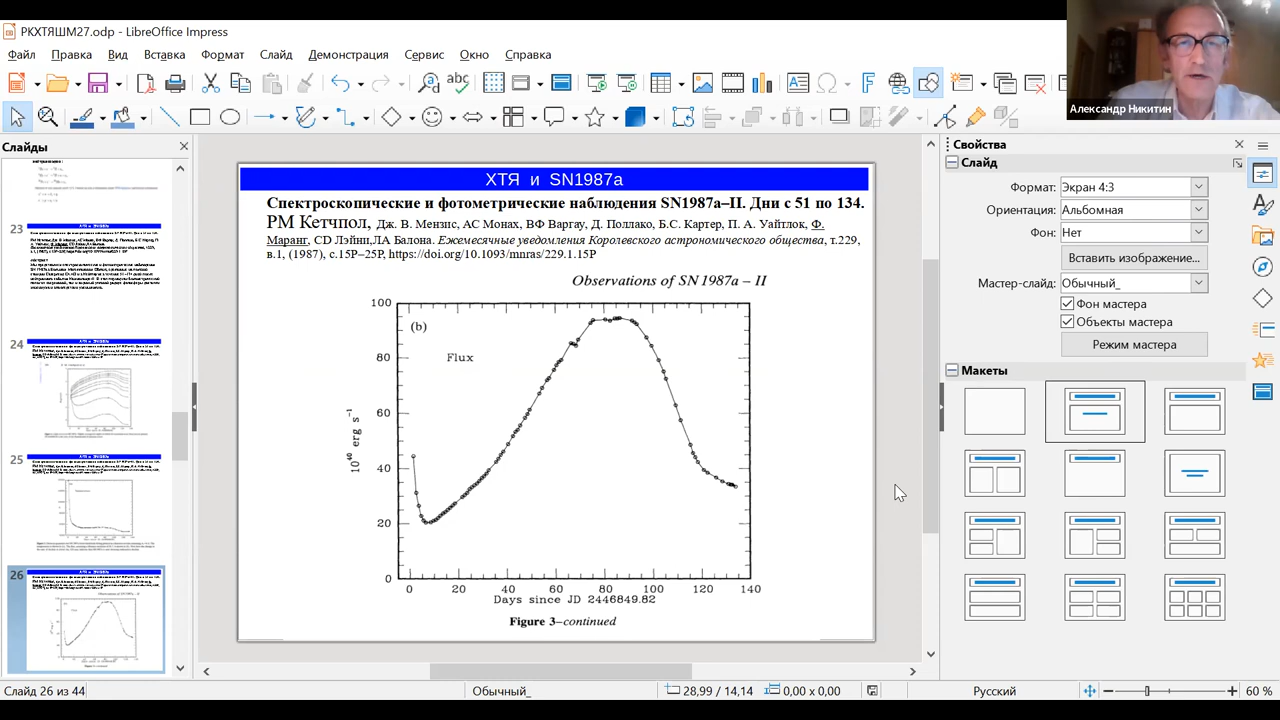 РКХТЯШМ27.odp - LibreOffice Impress
Файл Правка Вид Вставка Формат Слайд Демонстрация Сервис Окно Справка
Александр Никитин
Слайды
Свойства
Слайд
Формат: Экран 4:3
Ориентация: Альбомная
Фон: Нет
Вставить изображение...
Мастер-слайд: Обычный_
Фон мастера
Объекты мастера
Режим мастера
Макеты
23
24
25
26
ХТЯ и SN1987a
Спектроскопические и фотометрические наблюдения SN1987a–II. Дни с 51 по 134.
РМ Кетчпол, Дж. В. Мензис, АС Монк, ВФ Варгау, Д. Поллако, Б.С. Картер, П. А. Уайтлок, Ф.
Маранг, CD Лэйни,ЛА Балона. Ежемесячные уведомления Королевского астрономического общества, т.229,
в.1, (1987), с.15P–25P, https://doi.org/10.1093/mnras/229.1.15P
Observations of SN 1987a – II
(b)
Flux
10⁴⁰ erg s⁻¹
100
80
60
40
20
0
0 20 40 60 80 100 120 140
Days since JD 2446849.82
Figure 3–continued
Слайд 26 из 44
Обычный_
28,99 / 14,14
0,00 x 0,00
Русский
60 %